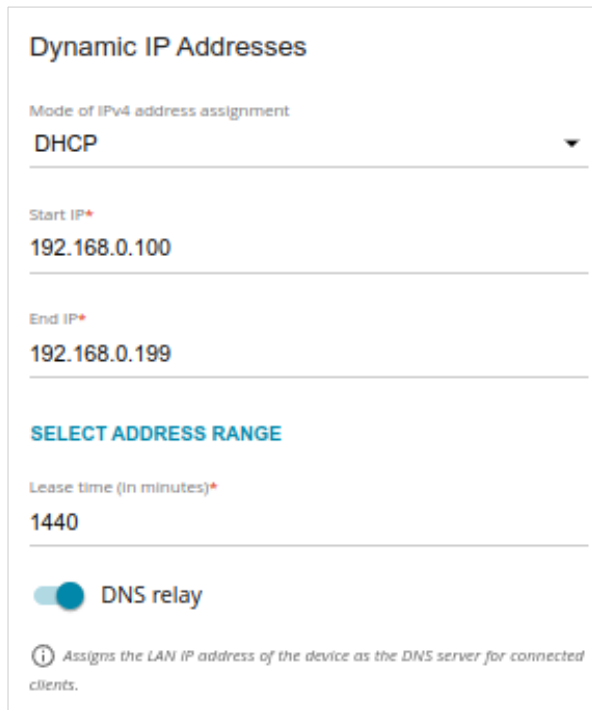 Dynamic IP Addresses
Mode of IPv4 address assignment
DHCP
Start IP*
192.168.0.100
End IP*
192.168.0.199
SELECT ADDRESS RANGE
Lease time (in minutes)*
1440
DNS relay
Assigns the LAN IP address of the device as the DNS server for connected
clients.